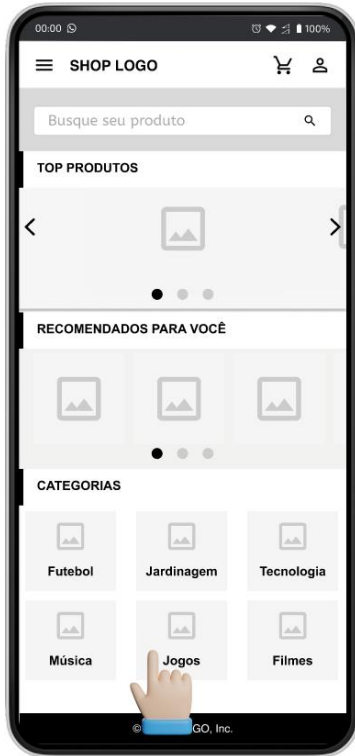 00:00 100%
SHOP LOGO
Busque seu produto
TOP PRODUTOS
RECOMENDADOS PARA VOCÊ
CATEGORIAS
Futebol Jardinagem Tecnologia
Música Jogos Filmes
© GO, Inc.